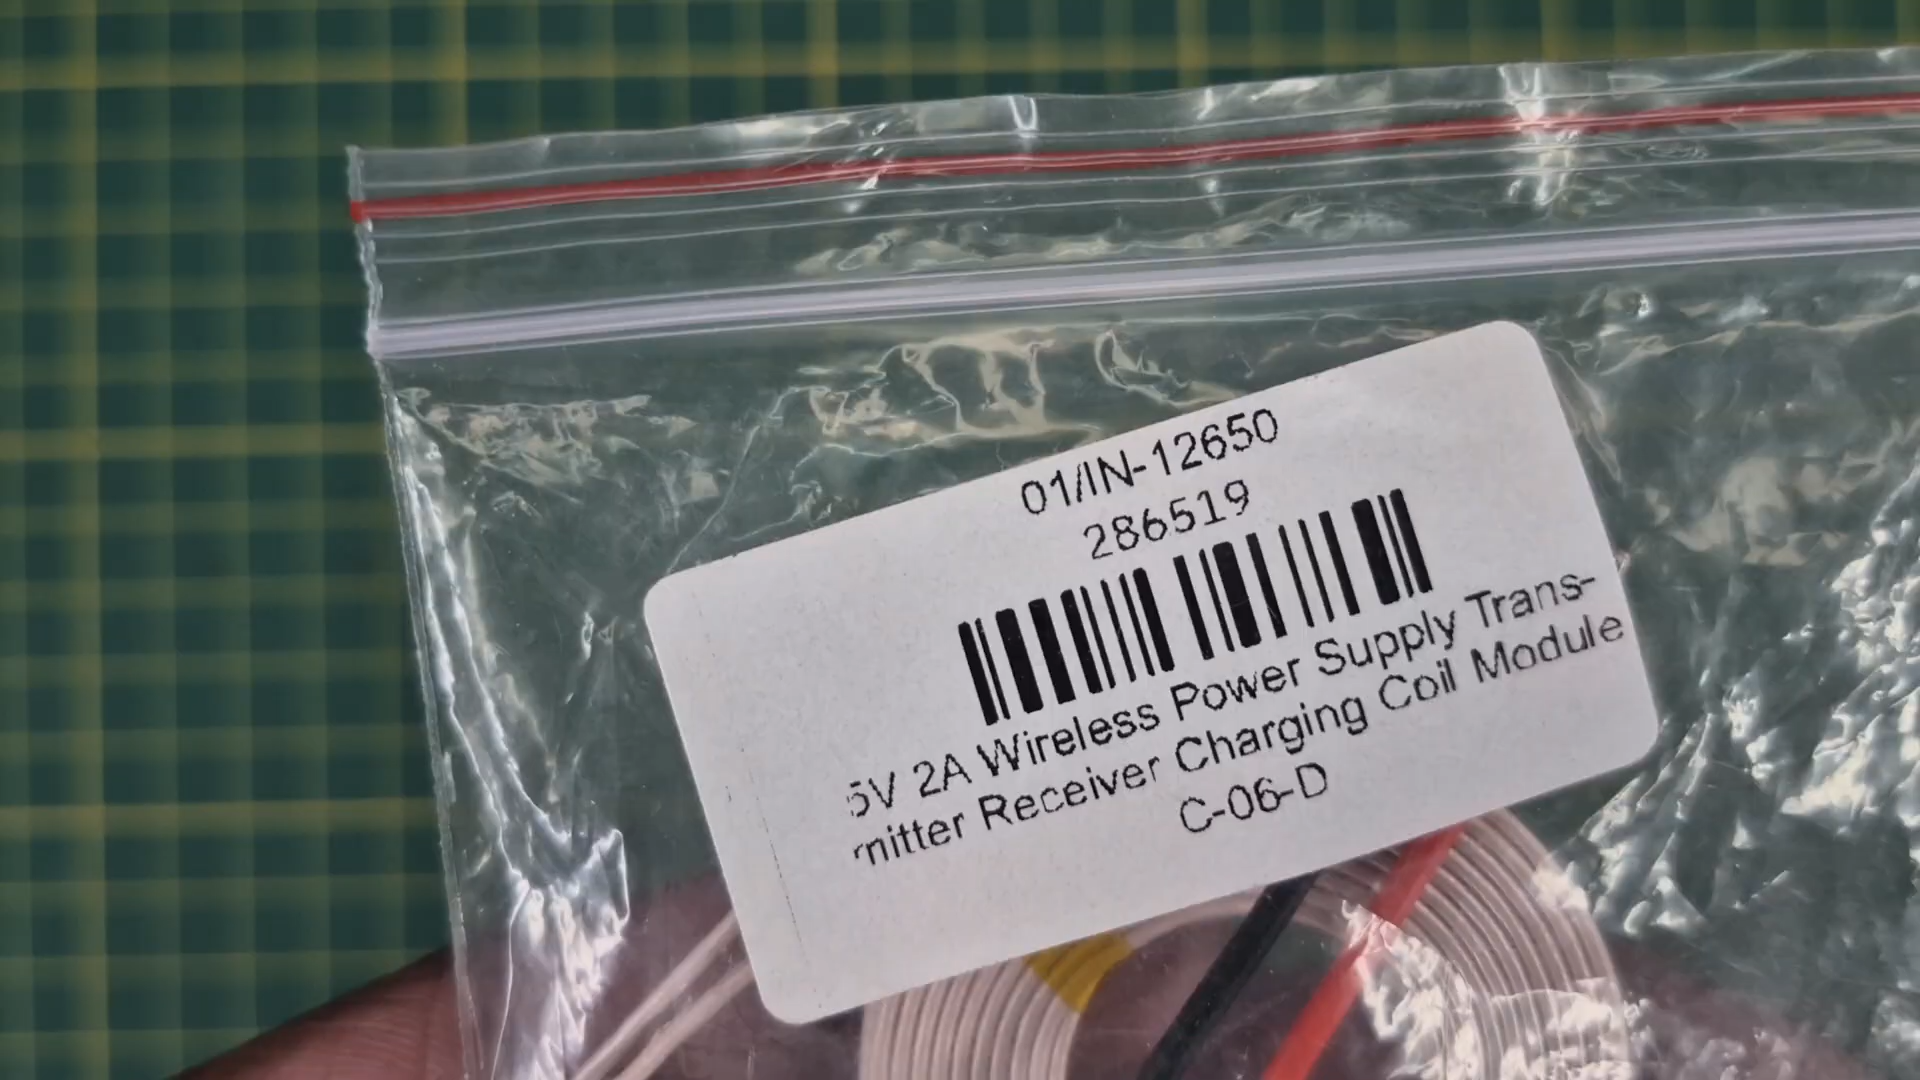 01/IN-12650
286519
5V 2A Wireless Power Supply Trans-
mitter Receiver Charging Coil Module
C-06-D